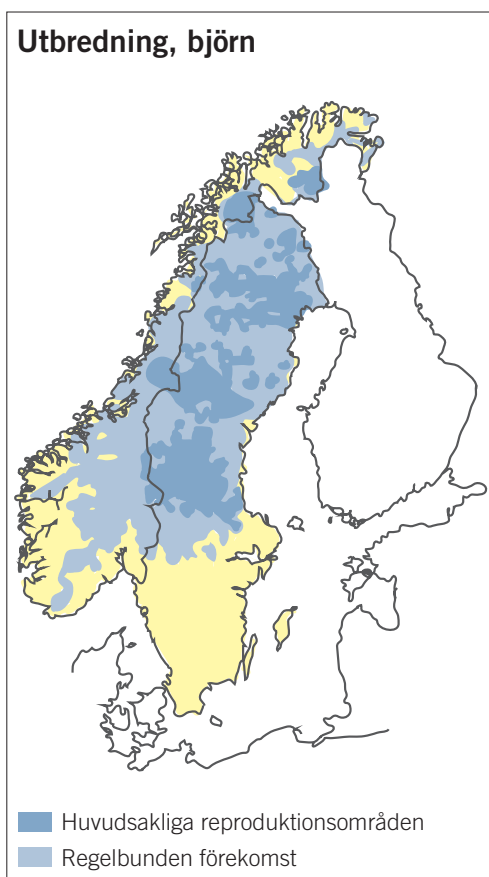 Utbredning, björn
Huvudsakliga reproduktionsområden
Regelbunden förekomst